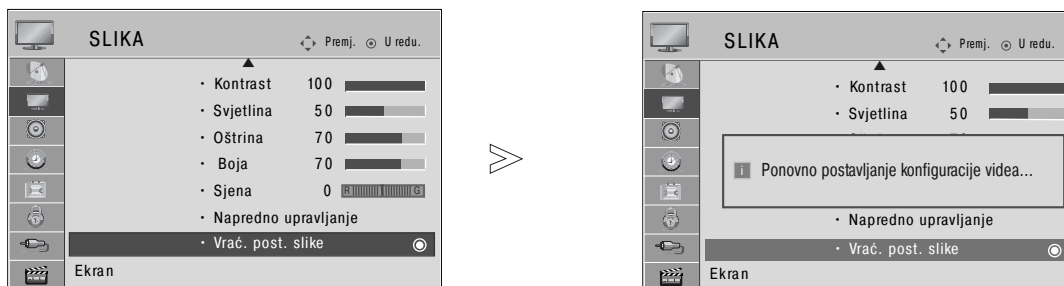 SLIKA
Premj.
U redu.
Kontrast 100
Svjetlina 50
Oštrina 70
Boja 70
Sjena 0 R G
Napredno upravljanje
Vrać. post. slike
Ekran
SLIKA
Premj.
U redu.
Kontrast 100
Svjetlina 50
i Ponovno postavljanje konfiguracije videa...
Napredno upravljanje
Vrać. post. slike
Ekran